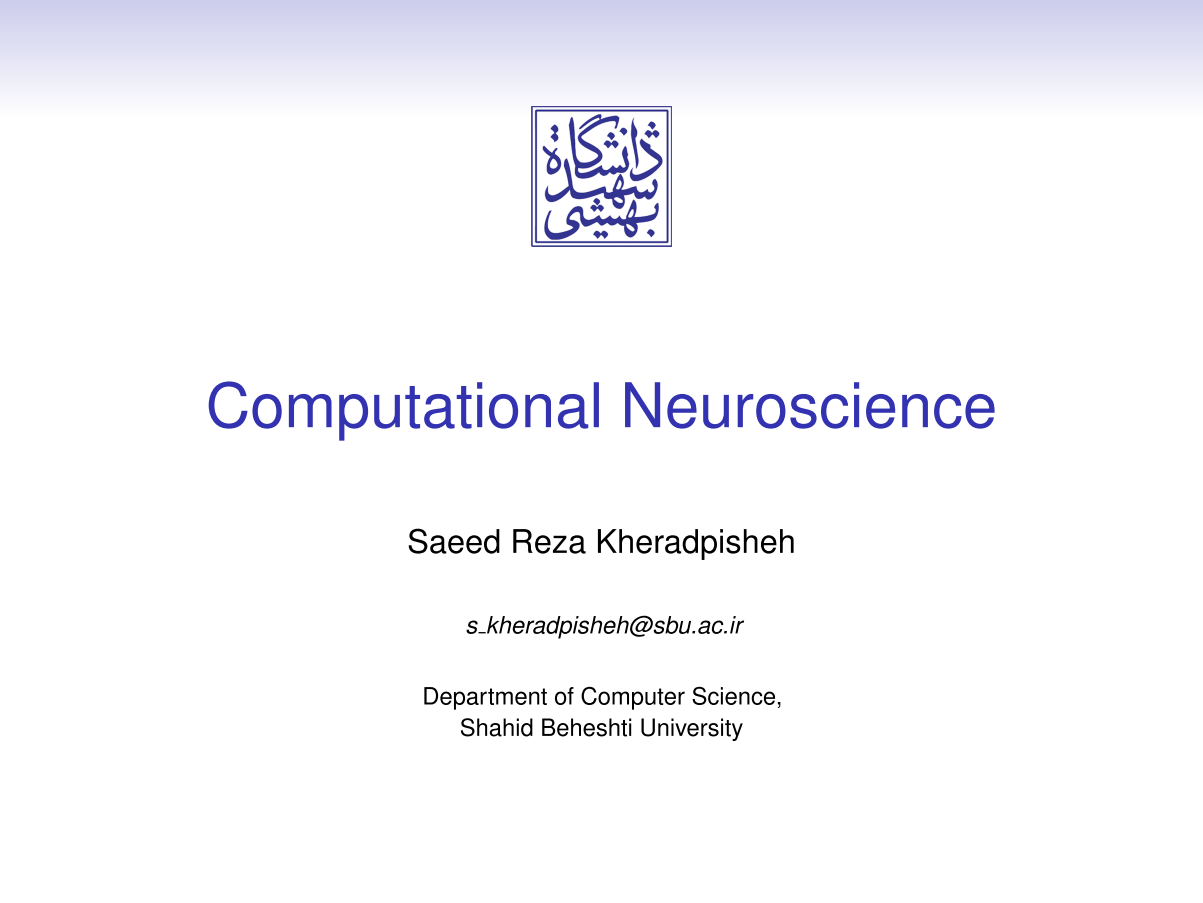 دانشگاه
شهید
بهشتی
Computational Neuroscience
Saeed Reza Kheradpisheh
s_kheradpisheh@sbu.ac.ir
Department of Computer Science,
Shahid Beheshti University